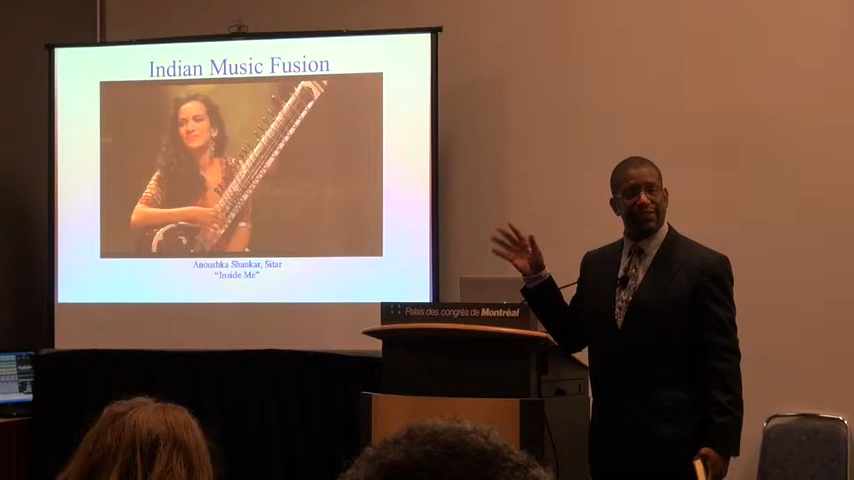 Indian Music Fusion
Anoushka Shankar, Sitar
"Inside Me"
Palais des congrès de Montréal